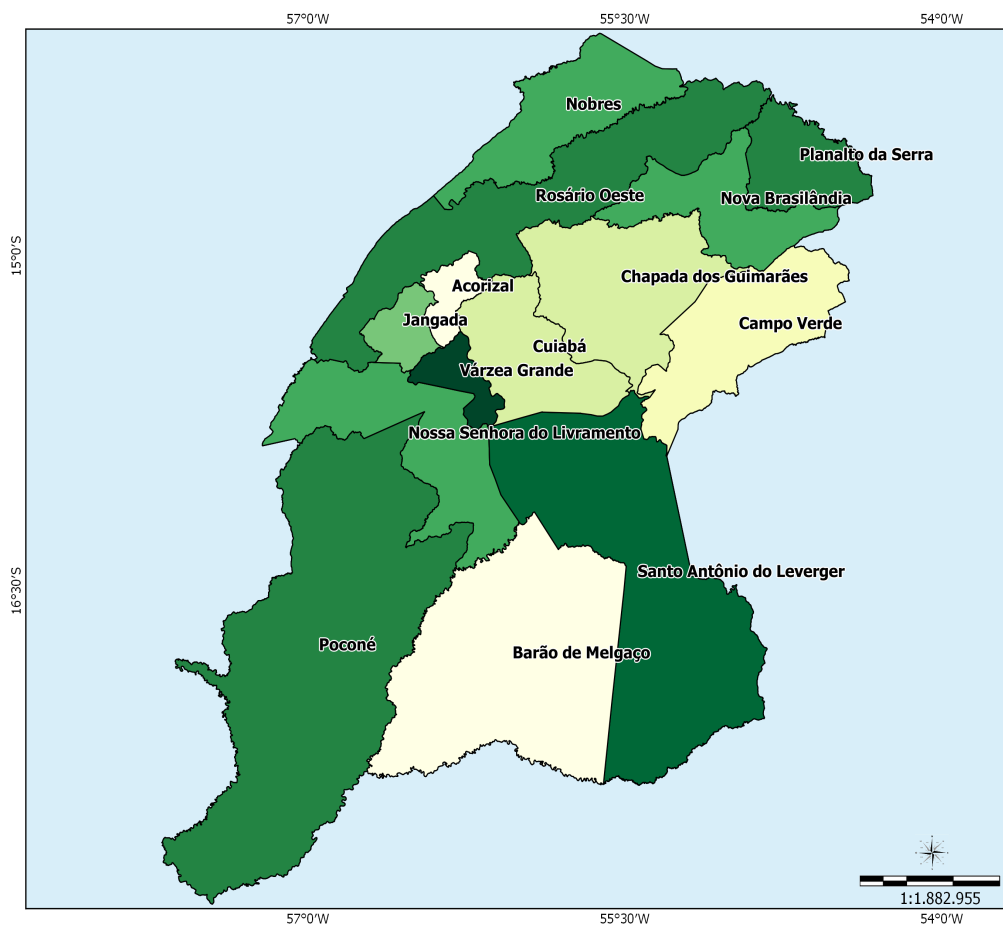 57°0'W 55°30'W 54°0'W
Nobres
Planalto da Serra
Rosário Oeste
Nova Brasilândia
15°0'S
Chapada dos Guimarães
Acorizal
Jangada
Campo Verde
Cuiabá
Várzea Grande
Nossa Senhora do Livramento
Santo Antônio do Leverger
16°30'S
Poconé
Barão de Melgaço
1:1.882.955
57°0'W 55°30'W 54°0'W